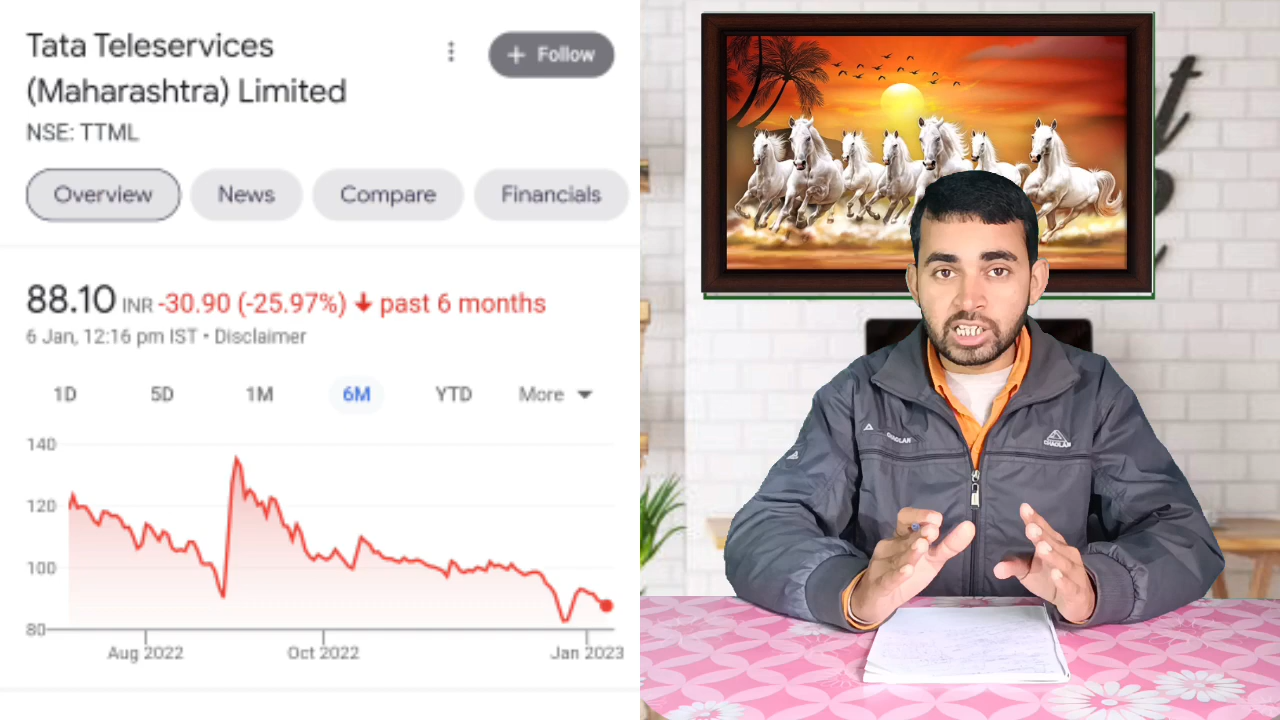 Tata Teleservices
(Maharashtra) Limited
NSE: TTML
+ Follow
Overview
News
Compare
Financials
88.10 INR -30.90 (-25.97%) ↓ past 6 months
6 Jan, 12:16 pm IST • Disclaimer
1D
5D
1M
6M
YTD
More
140
120
100
80
Aug 2022
Oct 2022
Jan 2023
CHAOLAN
CHAOLAN